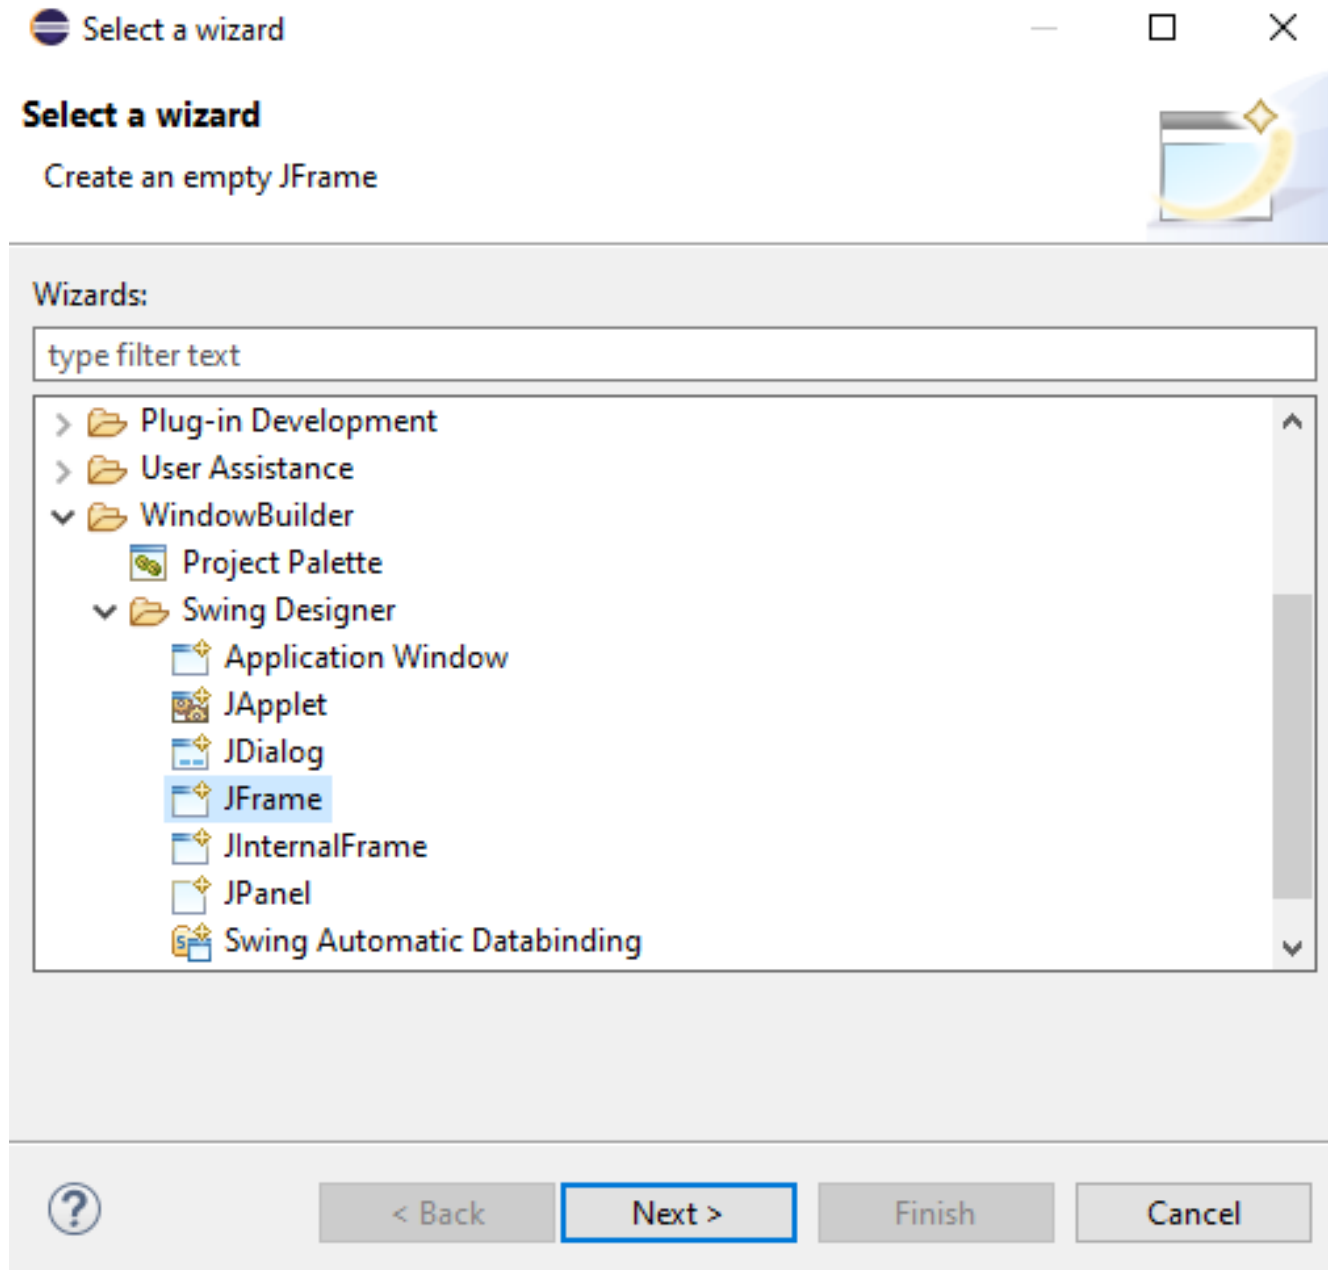 Select a wizard
Select a wizard
Create an empty JFrame
Wizards:
type filter text
Plug-in Development
User Assistance
WindowBuilder
Project Palette
Swing Designer
Application Window
JApplet
JDialog
JFrame
JInternalFrame
JPanel
Swing Automatic Databinding
< Back Next > Finish Cancel